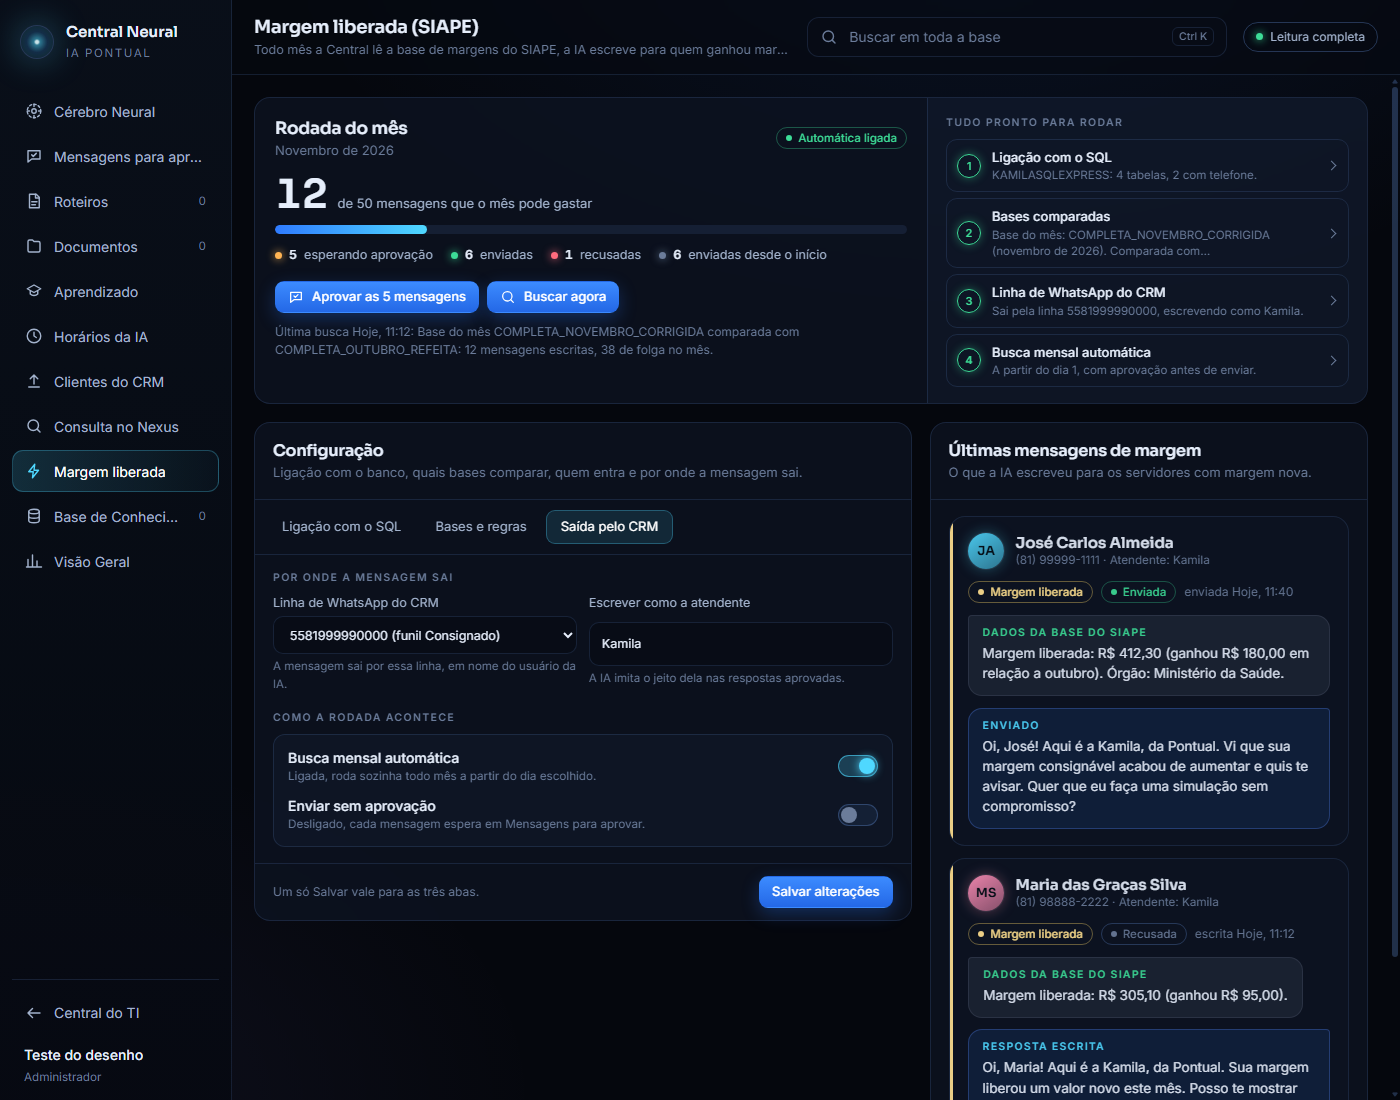 Central Neural
IA PONTUAL
Cérebro Neural
Mensagens para apr...
Roteiros 0
Documentos 0
Aprendizado
Horários da IA
Clientes do CRM
Consulta no Nexus
Margem liberada
Base de Conheci... 0
Visão Geral
Central do TI
Teste do desenho
Administrador
Margem liberada (SIAPE)
Todo mês a Central lê a base de margens do SIAPE, a IA escreve para quem ganhou mar...
Buscar em toda a base Ctrl K
Leitura completa
Rodada do mês
Novembro de 2026
Automática ligada
12 de 50 mensagens que o mês pode gastar
5 esperando aprovação 6 enviadas 1 recusadas 6 enviadas desde o início
Aprovar as 5 mensagens Buscar agora
Última busca Hoje, 11:12: Base do mês COMPLETA_NOVEMBRO_CORRIGIDA comparada com
COMPLETA_OUTUBRO_REFEITA: 12 mensagens escritas, 38 de folga no mês.
TUDO PRONTO PARA RODAR
1 Ligação com o SQL
KAMILASQLEXPRESS: 4 tabelas, 2 com telefone.
2 Bases comparadas
Base do mês: COMPLETA_NOVEMBRO_CORRIGIDA
(novembro de 2026). Comparada com...
3 Linha de WhatsApp do CRM
Sai pela linha 5581999990000, escrevendo como Kamila.
4 Busca mensal automática
A partir do dia 1, com aprovação antes de enviar.
Configuração
Ligação com o banco, quais bases comparar, quem entra e por onde a mensagem sai.
Ligação com o SQL Bases e regras Saída pelo CRM
POR ONDE A MENSAGEM SAI
Linha de WhatsApp do CRM
5581999990000 (funil Consignado)
A mensagem sai por essa linha, em nome do usuário da
IA.
Escrever como a atendente
Kamila
A IA imita o jeito dela nas respostas aprovadas.
COMO A RODADA ACONTECE
Busca mensal automática
Ligada, roda sozinha todo mês a partir do dia escolhido.
Enviar sem aprovação
Desligado, cada mensagem espera em Mensagens para aprovar.
Um só Salvar vale para as três abas.
Salvar alterações
Últimas mensagens de margem
O que a IA escreveu para os servidores com margem nova.
JA José Carlos Almeida
(81) 99999-1111 · Atendente: Kamila
Margem liberada Enviada enviada Hoje, 11:40
DADOS DA BASE DO SIAPE
Margem liberada: R$ 412,30 (ganhou R$ 180,00 em
relação a outubro). Órgão: Ministério da Saúde.
ENVIADO
Oi, José! Aqui é a Kamila, da Pontual. Vi que sua
margem consignável acabou de aumentar e quis te
avisar. Quer que eu faça uma simulação sem
compromisso?
MS Maria das Graças Silva
(81) 98888-2222 · Atendente: Kamila
Margem liberada Recusada escrita Hoje, 11:12
DADOS DA BASE DO SIAPE
Margem liberada: R$ 305,10 (ganhou R$ 95,00).
RESPOSTA ESCRITA
Oi, Maria! Aqui é a Kamila, da Pontual. Sua margem
liberou um valor novo este mês. Posso te mostrar